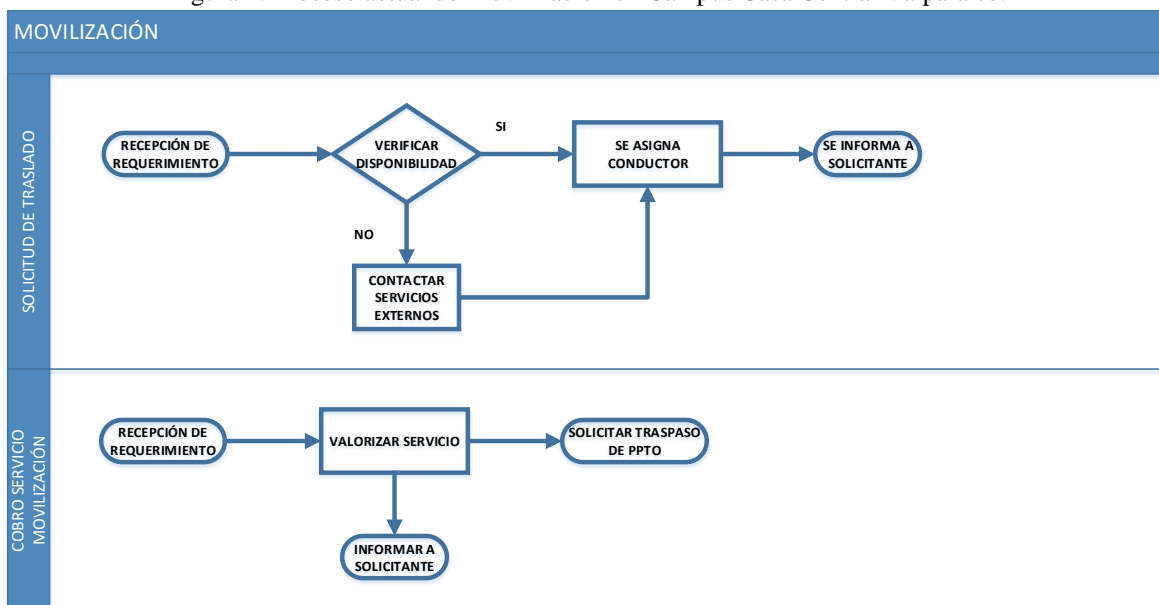 MOVILIZACIÓN
SOLICITUD DE TRASLADO
RECEPCIÓN DE
REQUERIMIENTO
VERIFICAR
DISPONIBILIDAD
SI
SE ASIGNA
CONDUCTOR
SE INFORMA A
SOLICITANTE
NO
CONTACTAR
SERVICIOS
EXTERNOS
COBRO SERVICIO
MOVILIZACIÓN
RECEPCIÓN DE
REQUERIMIENTO
VALORIZAR SERVICIO
SOLICITAR TRASPASO
DE PPTO
INFORMAR A
SOLICITANTE